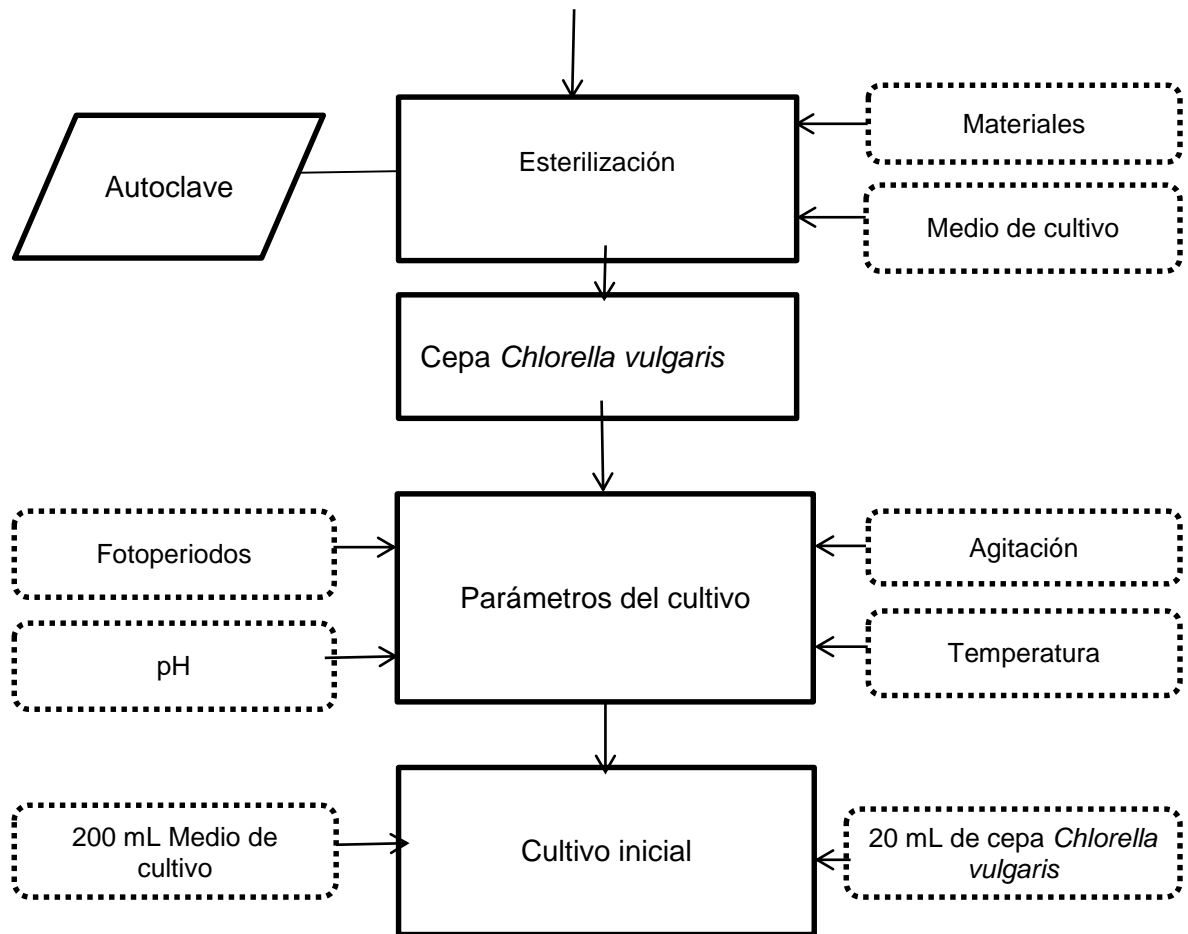 Autoclave
Esterilización
Materiales
Medio de cultivo
Cepa Chlorella vulgaris
Fotoperiodos
pH
Parámetros del cultivo
Agitación
Temperatura
200 mL Medio de
cultivo
Cultivo inicial
20 mL de cepa Chlorella
vulgaris